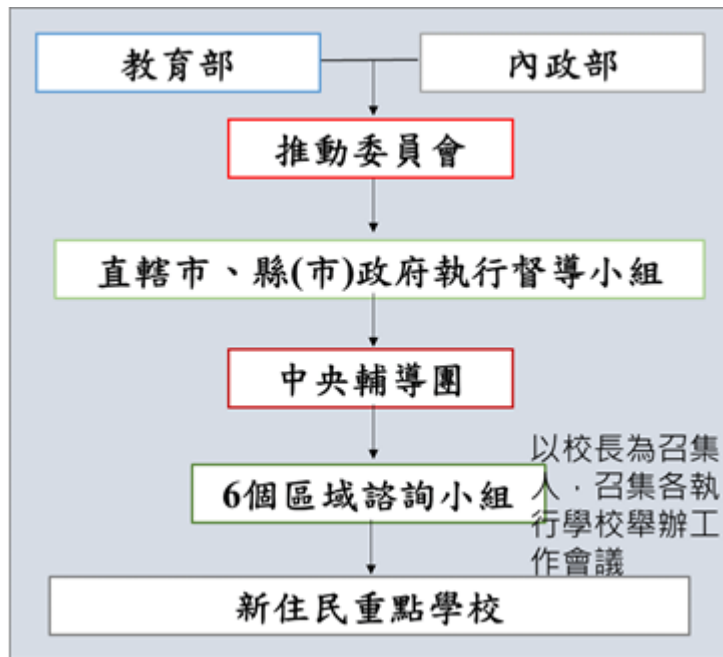 教育部
內政部
推動委員會
直轄市、縣(市)政府執行督導小組
中央輔導團
6個區域諮詢小組
以校長為召集
人，召集各執
行學校舉辦工
作會議
新住民重點學校